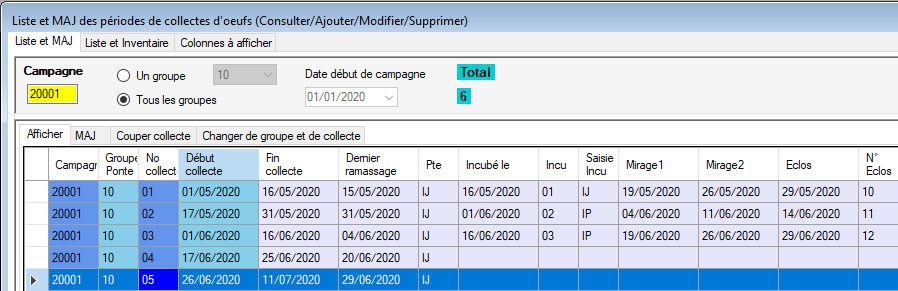 Liste et MAJ des périodes de collectes d'oeufs (Consulter/Ajouter/Modifier/Supprimer)
Liste et MAJ Liste et Inventaire Colonnes à afficher
Campagne Un groupe 10 Date début de campagne Total
20001 Tous les groupes 01/01/2020 6
Afficher MAJ Couper collecte Changer de groupe et de collecte
Campagr Groupe Ponte No collect Début collecte Fin collecte Dernier ramassage Pte Incubé le Incu Saisie Incu Mirage1 Mirage2 Eclos N° Eclos
20001 10 01 01/05/2020 16/05/2020 15/05/2020 IJ 16/05/2020 01 IJ 19/05/2020 26/05/2020 29/05/2020 10
20001 10 02 17/05/2020 31/05/2020 31/05/2020 IJ 01/06/2020 02 IP 04/06/2020 11/06/2020 14/06/2020 11
20001 10 03 01/06/2020 16/06/2020 04/06/2020 IJ 16/06/2020 03 IP 19/06/2020 26/06/2020 29/06/2020 12
20001 10 04 17/06/2020 25/06/2020 20/06/2020 IJ
20001 10 05 26/06/2020 11/07/2020 29/06/2020 IJ